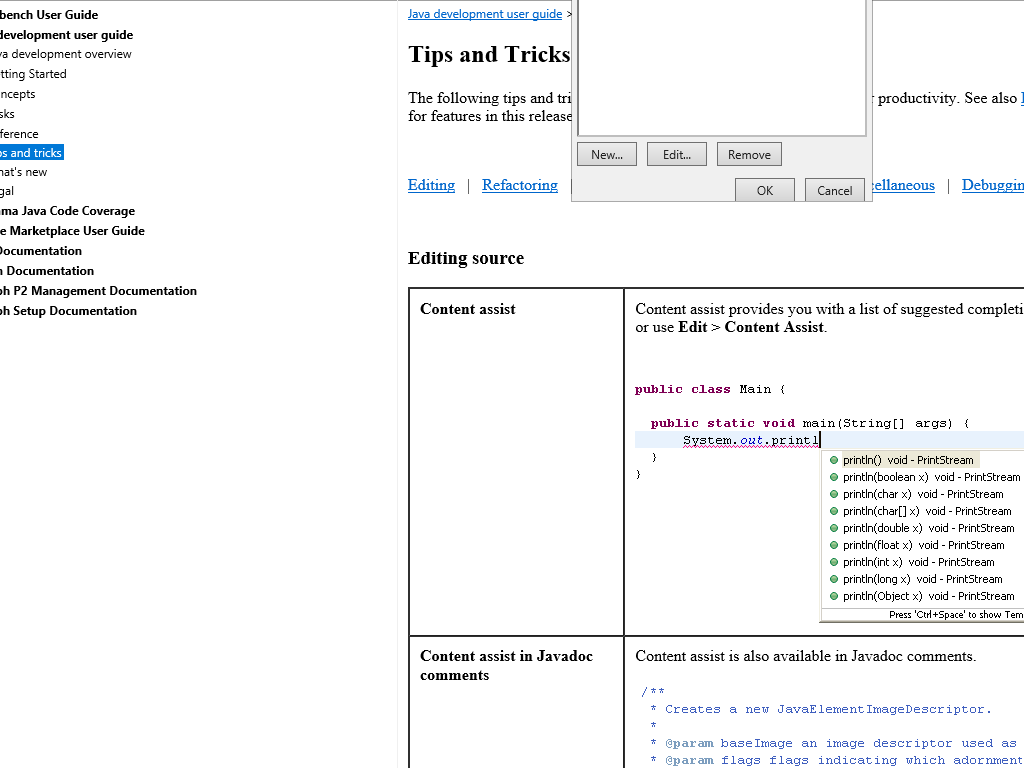 bench User Guide
development user guide
va development overview
tting Started
ncepts
sks
ference
ps and tricks
hat's new
gal
ma Java Code Coverage
e Marketplace User Guide
Documentation
n Documentation
ph P2 Management Documentation
ph Setup Documentation
Java development user guide >
Tips and Tricks
The following tips and tri
r productivity. See also
for features in this release
New...
Edit...
Remove
OK
Cancel
Editing | Refactoring |
cellaneous | Debuggin
Editing source
Content assist
Content assist provides you with a list of suggested completi
or use Edit > Content Assist.
public class Main {
public static void main(String[] args) {
System.out.printl
}
}
println() void - PrintStream
println(boolean x) void - PrintStream
println(char x) void - PrintStream
println(char[] x) void - PrintStream
println(double x) void - PrintStream
println(float x) void - PrintStream
println(int x) void - PrintStream
println(long x) void - PrintStream
println(Object x) void - PrintStream
Press 'Ctrl+Space' to show Tem
Content assist in Javadoc
comments
Content assist is also available in Javadoc comments.
/**
* Creates a new JavaElementImageDescriptor.
*
* @param baseImage an image descriptor used as
* @param flags flags indicating which adornment